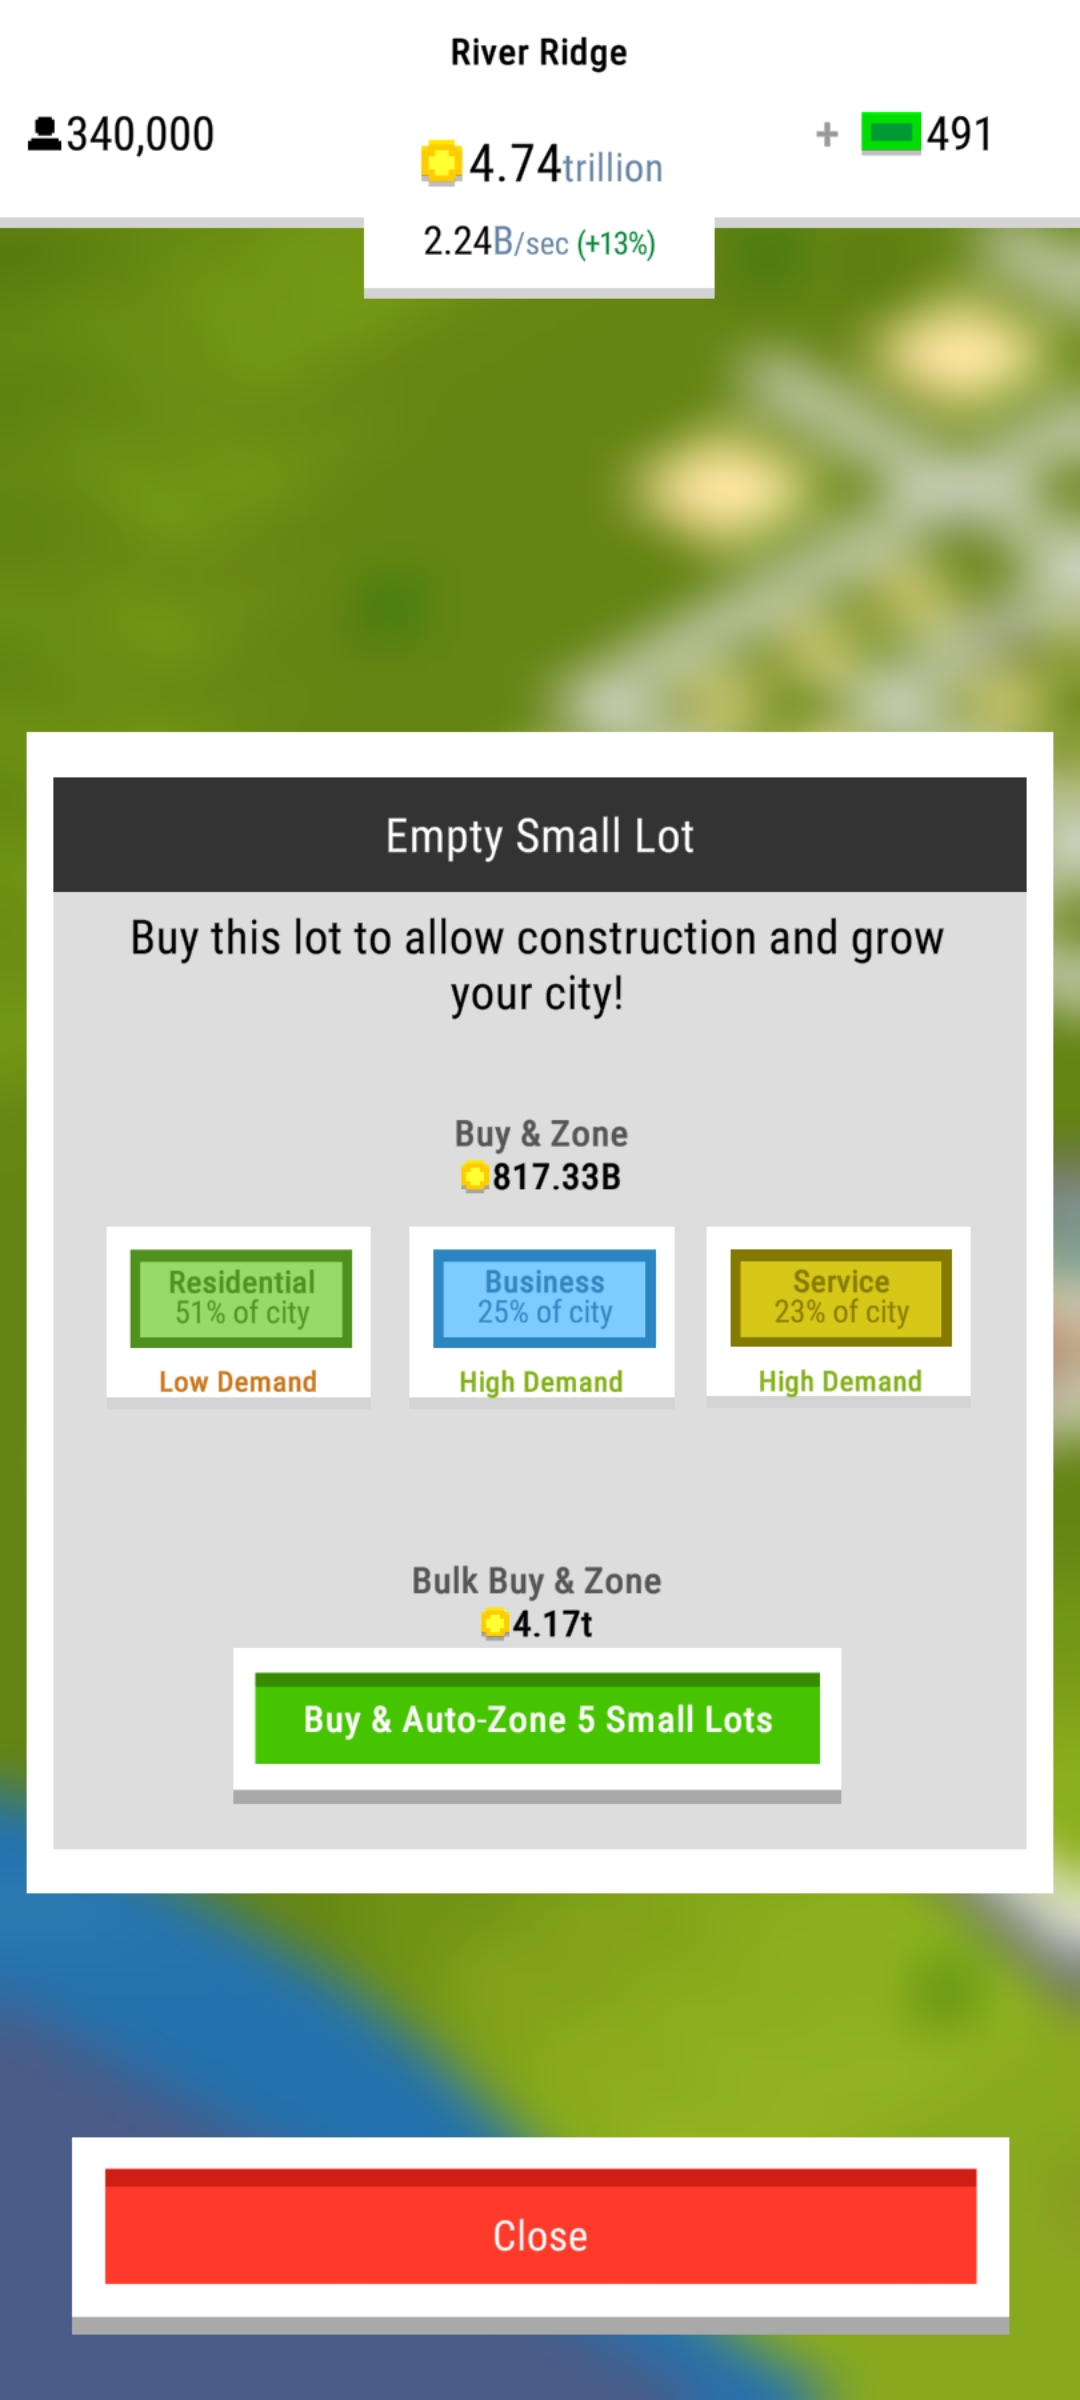 River Ridge
340,000
4.74trillion
+ 491
2.24B/sec (+13%)
Empty Small Lot
Buy this lot to allow construction and grow
your city!
Buy & Zone
817.33B
Residential
51% of city
Low Demand
Business
25% of city
High Demand
Service
23% of city
High Demand
Bulk Buy & Zone
4.17t
Buy & Auto-Zone 5 Small Lots
Close